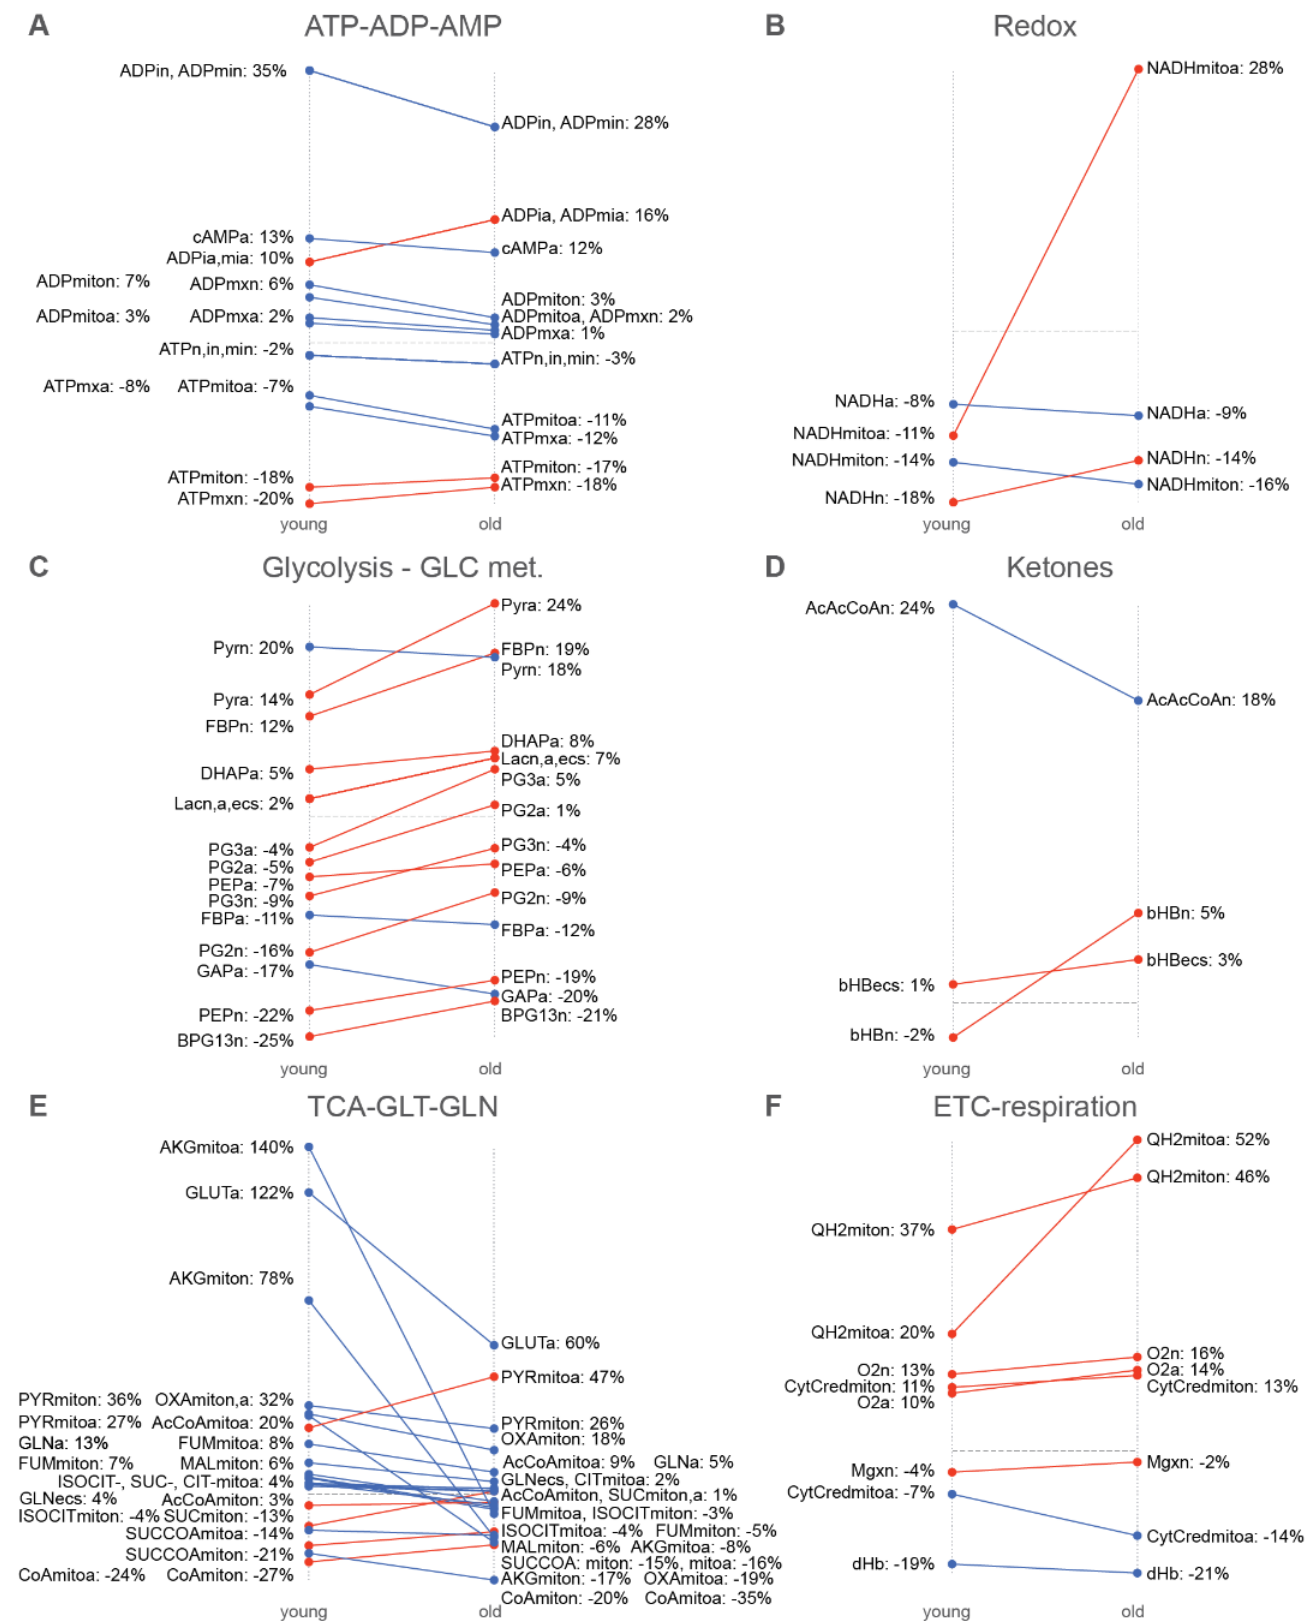 A ATP-ADP-AMP
ADPin, ADPmin: 35%
ADPin, ADPmin: 28%
ADPia, ADPmia: 16%
cAMPa: 13%
cAMPa: 12%
ADPia,mia: 10%
ADPmiton: 7% ADPmxn: 6%
ADPmiton: 3%
ADPmitoa: 3% ADPmxa: 2%
ADPmitoa, ADPmxn: 2%
ADPmxa: 1%
ATPn,in,min: -2%
ATPn,in,min: -3%
ATPmxa: -8% ATPmitoa: -7%
ATPmitoa: -11%
ATPmxa: -12%
ATPmiton: -18%
ATPmiton: -17%
ATPmxn: -20%
ATPmxn: -18%
young old
B Redox
NADHmitoa: 28%
NADHa: -8%
NADHa: -9%
NADHmitoa: -11%
NADHmiton: -14%
NADHn: -14%
NADHn: -18%
NADHmiton: -16%
young old
C Glycolysis - GLC met.
Pyra: 24%
Pyrn: 20%
FBPn: 19%
Pyrn: 18%
Pyra: 14%
FBPn: 12%
DHAPa: 8%
DHAPa: 5%
Lacn,a,ecs: 7%
PG3a: 5%
Lacn,a,ecs: 2%
PG2a: 1%
PG3a: -4%
PG3n: -4%
PG2a: -5%
PEPa: -6%
PEPa: -7%
PG3n: -9%
PG2n: -9%
FBPa: -11%
FBPa: -12%
PG2n: -16%
GAPa: -17%
PEPn: -19%
GAPa: -20%
PEPn: -22%
BPG13n: -21%
BPG13n: -25%
young old
D Ketones
AcAcCoAn: 24%
AcAcCoAn: 18%
bHBn: 5%
bHBecs: 3%
bHBecs: 1%
bHBn: -2%
young old
E TCA-GLT-GLN
AKGmitoa: 140%
GLUTa: 122%
AKGmiton: 78%
GLUTa: 60%
PYRmitoa: 47%
PYRmiton: 36% OXAmiton,a: 32%
PYRmitoa: 27% AcCoAmitoa: 20%
PYRmiton: 26%
GLNa: 13% FUMmitoa: 8%
OXAmiton: 18%
FUMmiton: 7% MALmiton: 6%
AcCoAmitoa: 9% GLNa: 5%
ISOCIT-, SUC-, CIT-mitoa: 4%
GLNecs, CITmitoa: 2%
GLNecs: 4% AcCoAmiton: 3%
AcCoAmiton, SUCmiton,a: 1%
ISOCITmiton: -4% SUCmiton: -13%
FUMmitoa, ISOCITmiton: -3%
SUCCOAmitoa: -14%
ISOCITmitoa: -4% FUMmiton: -5%
MALmiton: -6% AKGmitoa: -8%
SUCCOAmiton: -21%
SUCCOA: miton: -15%, mitoa: -16%
CoAmitoa: -24% CoAmiton: -27%
AKGmiton: -17% OXAmitoa: -19%
CoAmiton: -20% CoAmitoa: -35%
young old
F ETC-respiration
QH2mitoa: 52%
QH2miton: 46%
QH2miton: 37%
QH2mitoa: 20%
O2n: 16%
O2n: 13%
O2a: 14%
CytCredmiton: 11%
CytCredmiton: 13%
O2a: 10%
Mgxn: -4%
Mgxn: -2%
CytCredmitoa: -7%
CytCredmitoa: -14%
dHb: -19%
dHb: -21%
young old